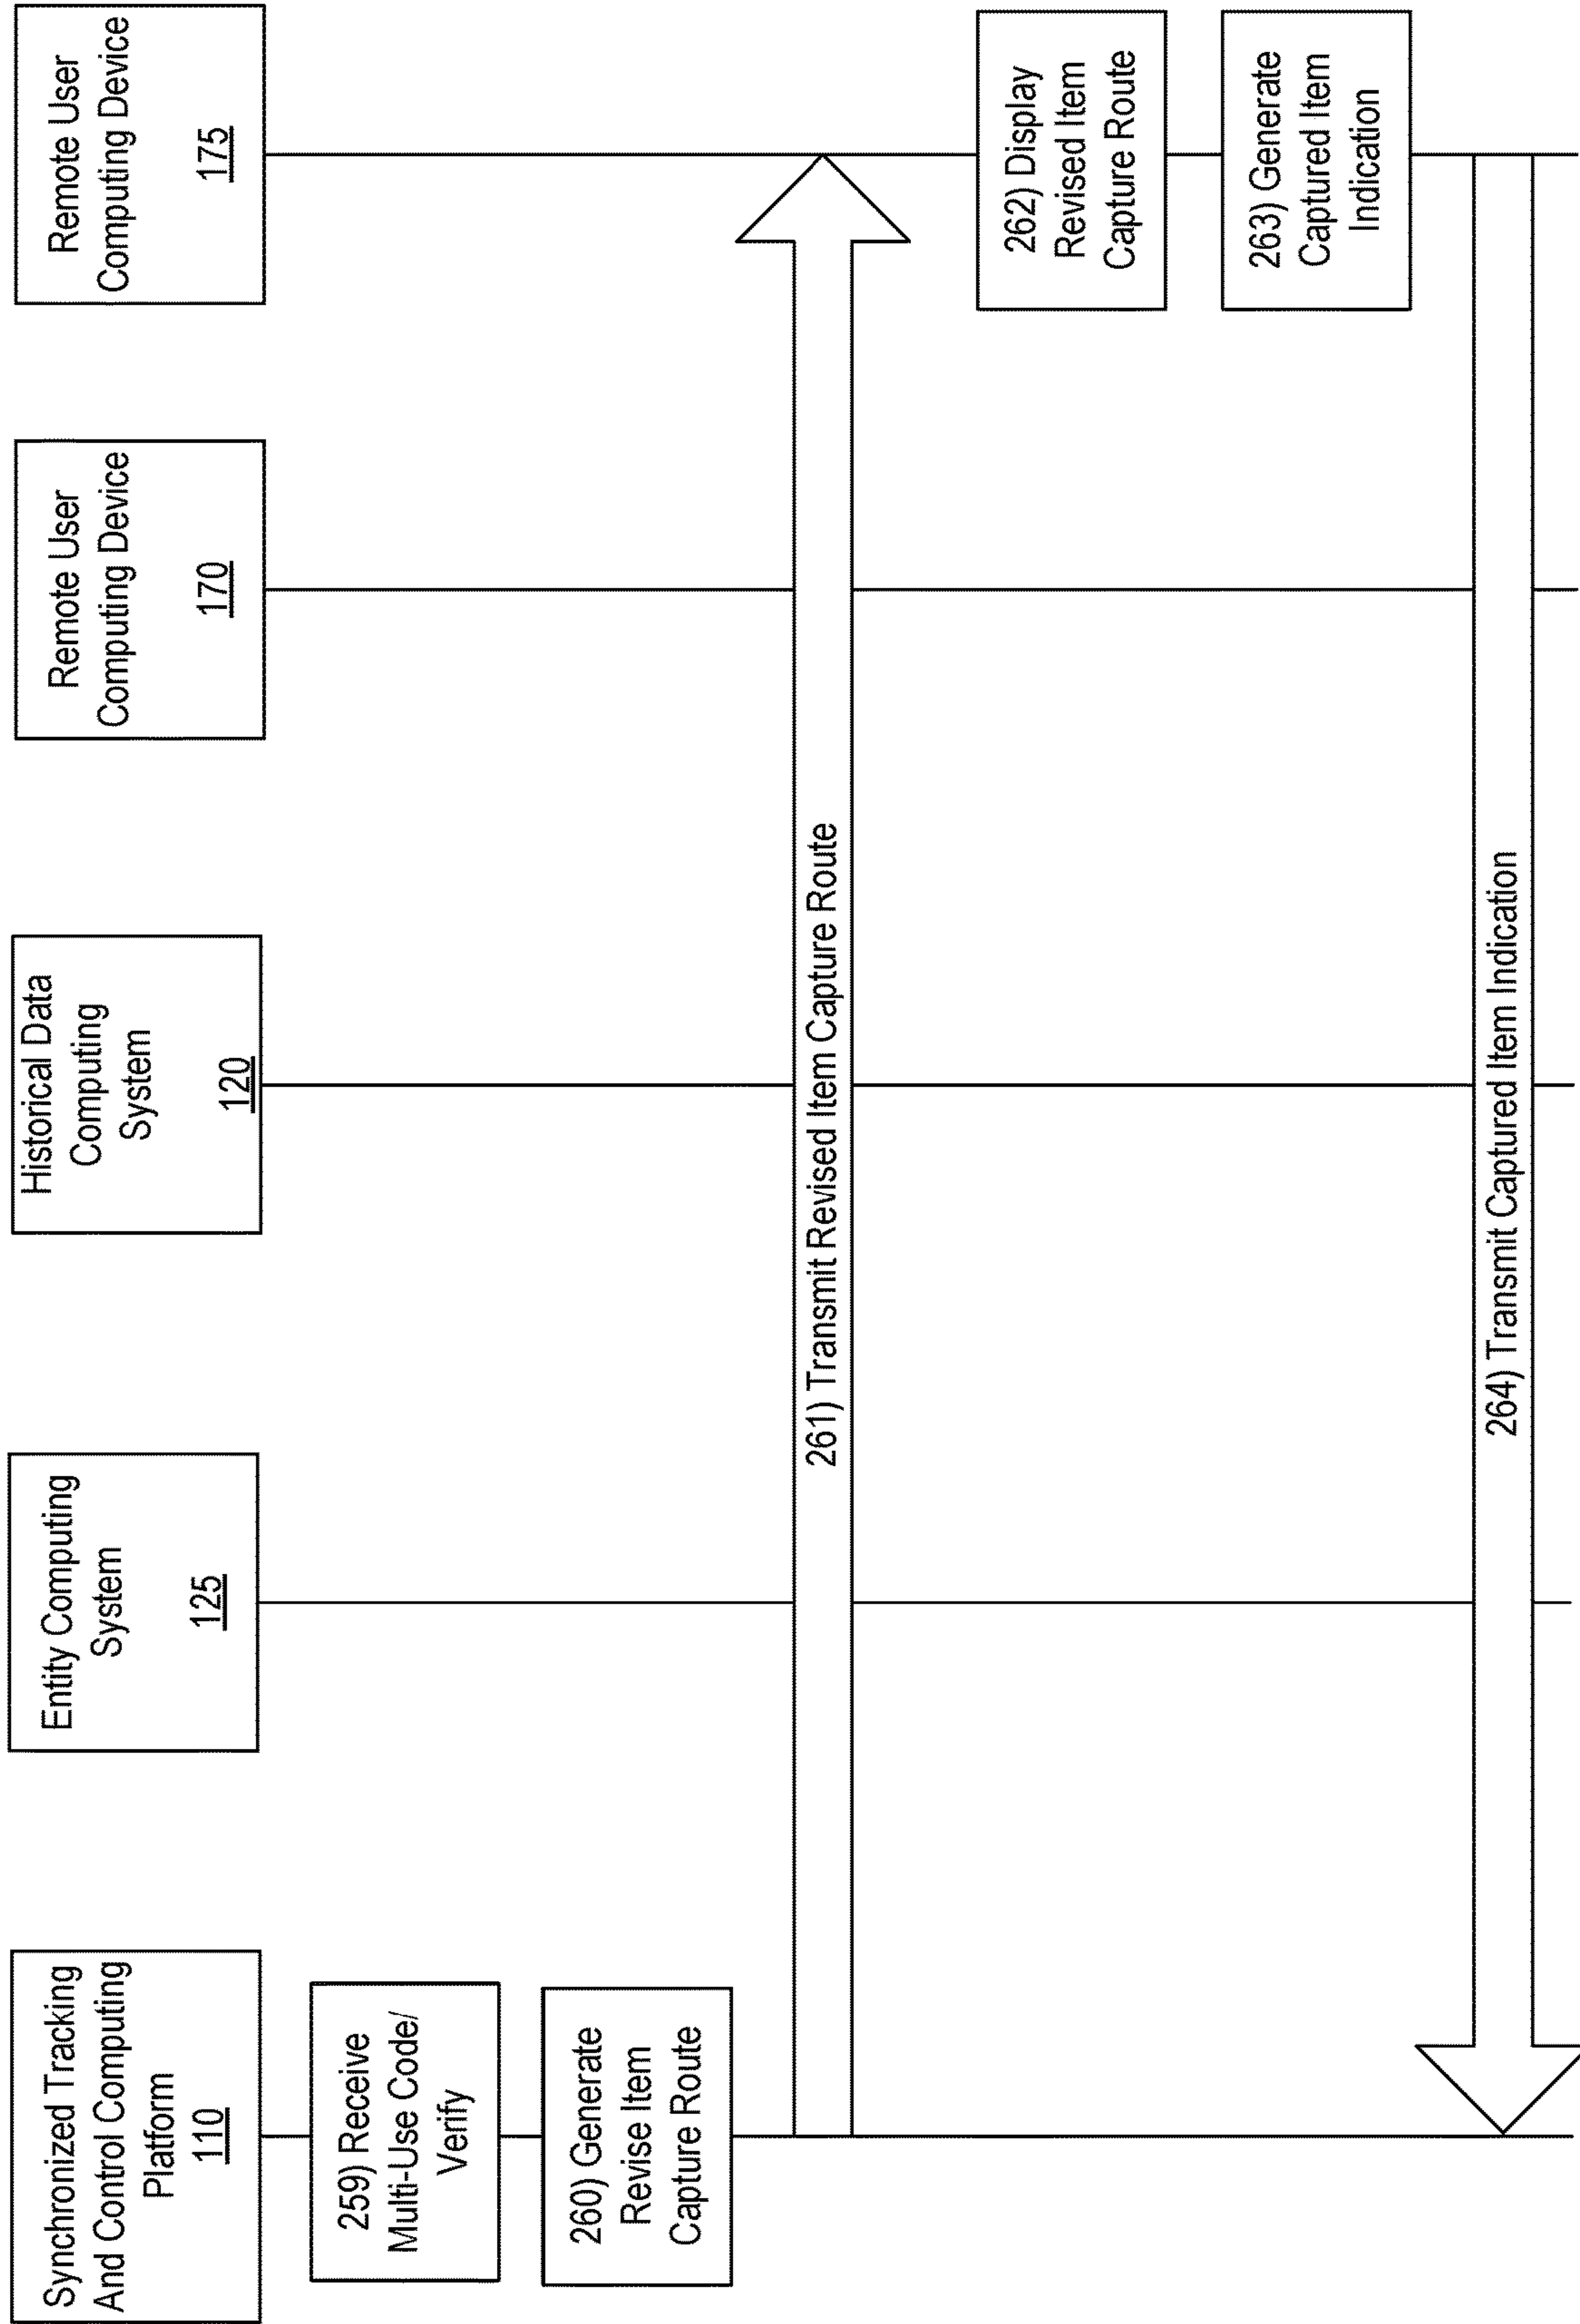 Synchronized Tracking
And Control Computing
Platform
110
Entity Computing
System
125
Historical Data
Computing
System
120
Remote User
Computing Device
170
Remote User
Computing Device
175
259) Receive
Multi-Use Code/
Verify
260) Generate
Revise Item
Capture Route
261) Transmit Revised Item Capture Route
262) Display
Revised Item
Capture Route
263) Generate
Captured Item
Indication
264) Transmit Captured Item Indication